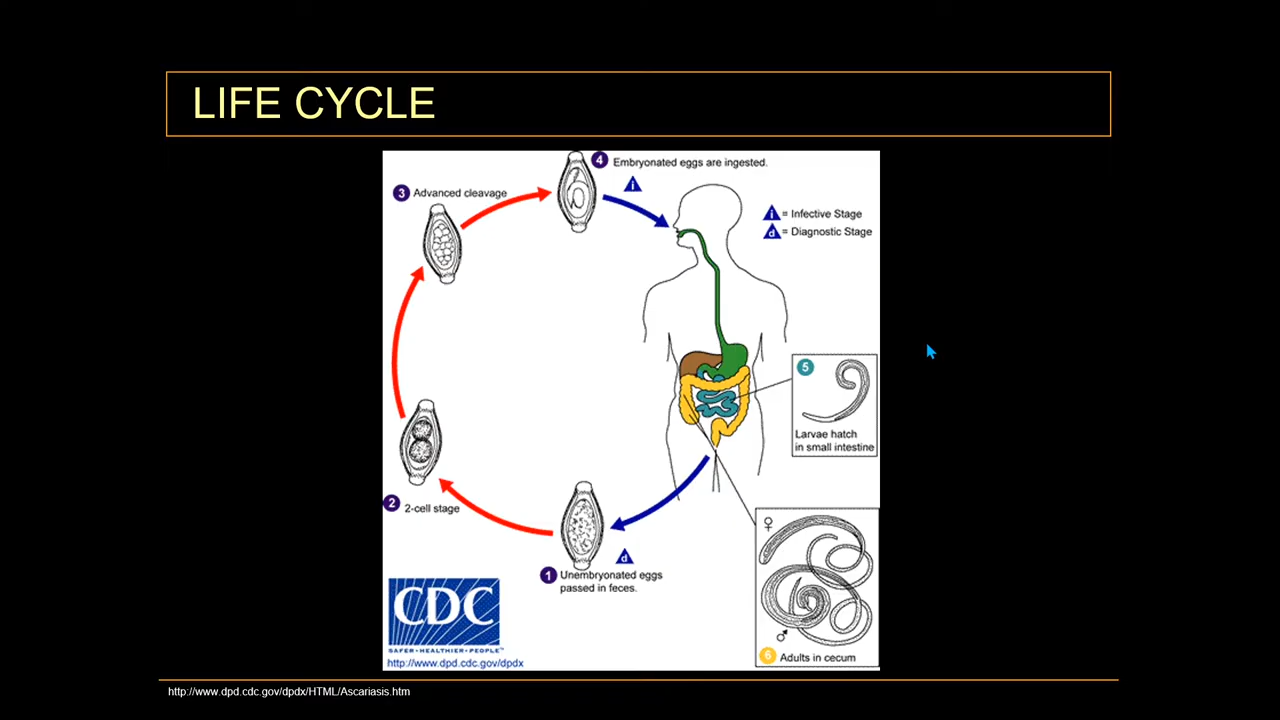 LIFE CYCLE
4 Embryonated eggs are ingested.
i
3 Advanced cleavage
i = Infective Stage
d = Diagnostic Stage
5
Larvae hatch
in small intestine
2 2-cell stage
♀
d
1 Unembryonated eggs
passed in feces.
CDC
SAFER·HEALTHIER·PEOPLE™
http://www.dpd.cdc.gov/dpdx
♂
6 Adults in cecum
http://www.dpd.cdc.gov/dpdx/HTML/Ascariasis.htm